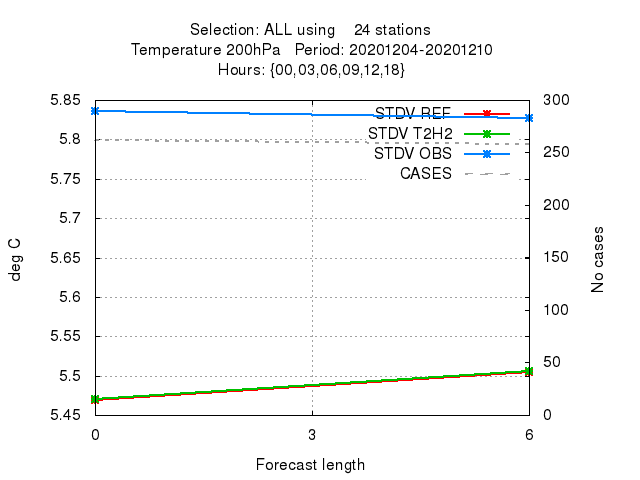 Selection: ALL using 24 stations
Temperature 200hPa Period: 20201204-20201210
Hours: {00,03,06,09,12,18}
5.85
5.8
5.75
5.7
5.65
5.6
5.55
5.5
5.45
deg C
STDV REF
STDV T2H2
STDV OBS
CASES
300
250
200
150
100
50
0
No cases
0 3 6
Forecast length